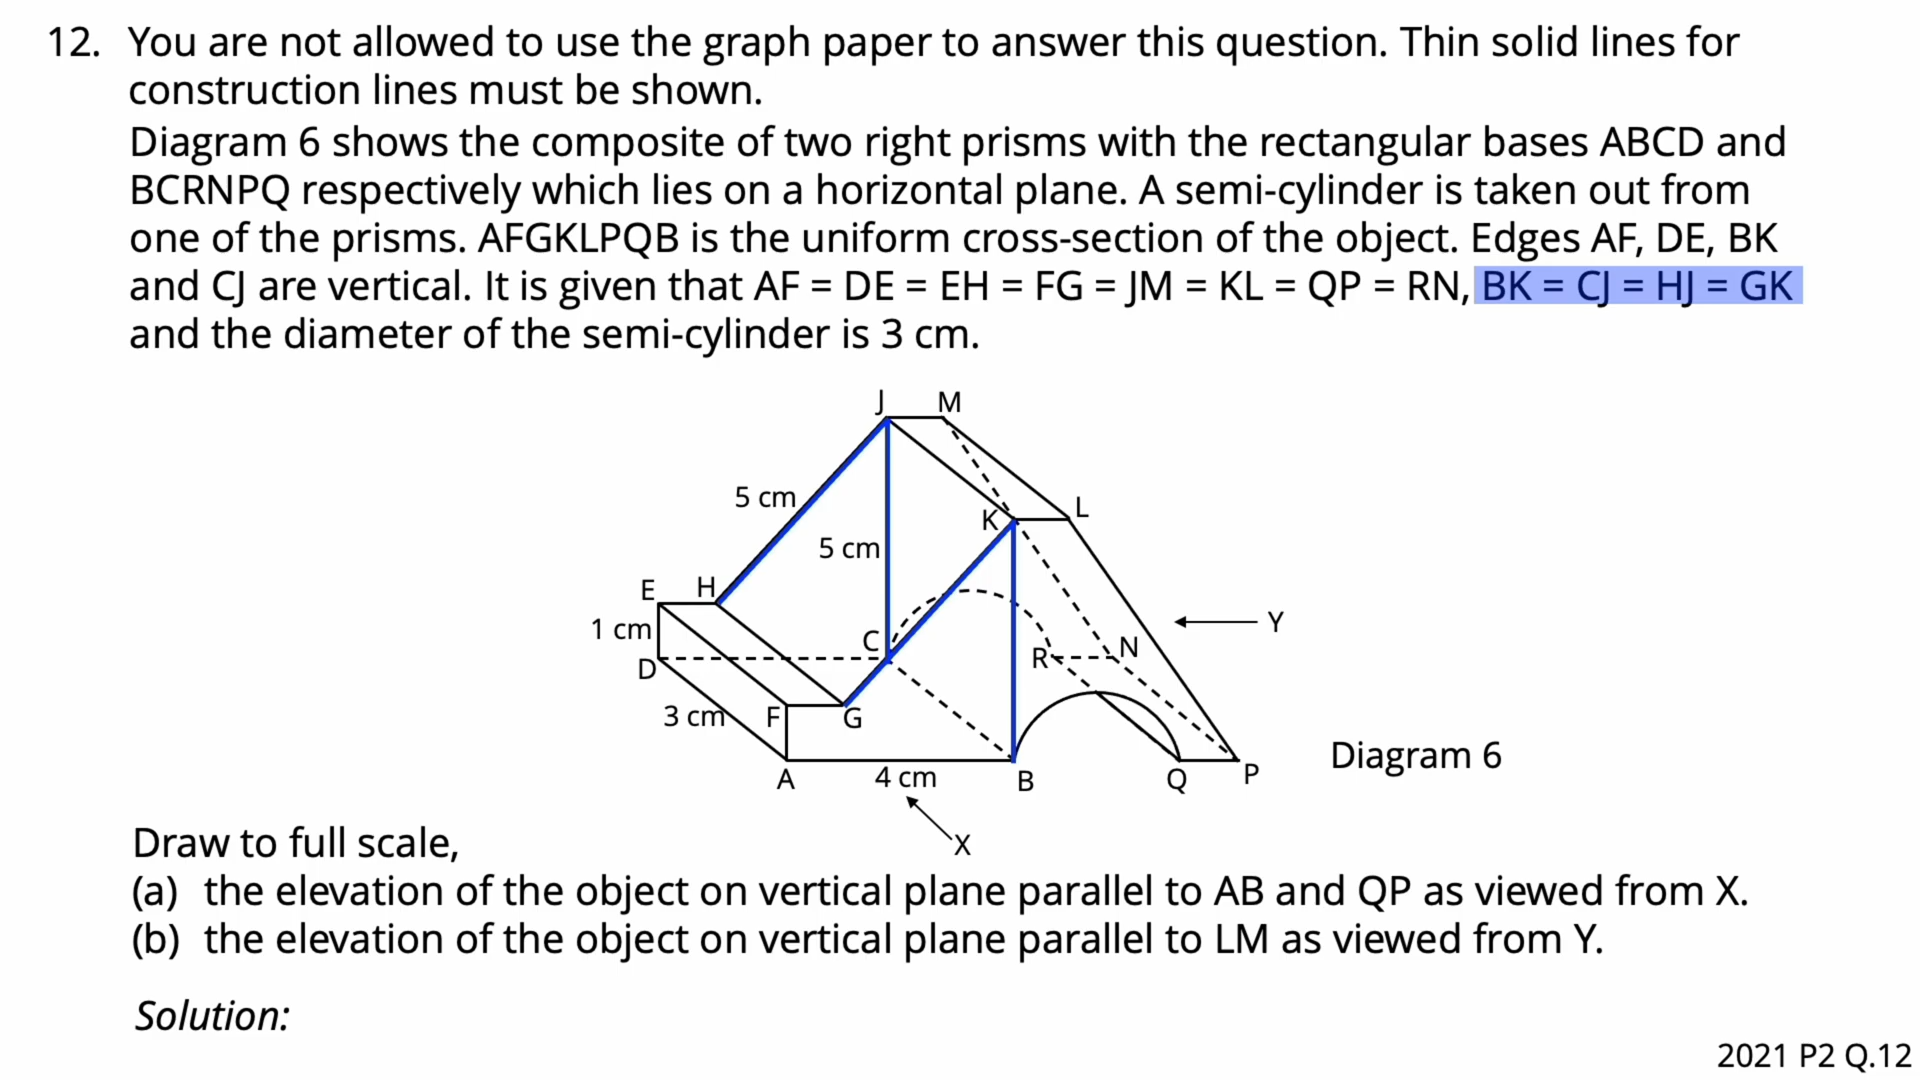 12. You are not allowed to use the graph paper to answer this question. Thin solid lines for
construction lines must be shown.
Diagram 6 shows the composite of two right prisms with the rectangular bases ABCD and
BCRNPQ respectively which lies on a horizontal plane. A semi-cylinder is taken out from
one of the prisms. AFGKLPQB is the uniform cross-section of the object. Edges AF, DE, BK
and CJ are vertical. It is given that AF = DE = EH = FG = JM = KL = QP = RN, BK = CJ = HJ = GK
and the diameter of the semi-cylinder is 3 cm.
J M
5 cm
K L
5 cm
E H
1 cm
Y
C
D
R N
3 cm F G
Diagram 6
A 4 cm B Q P
X
Draw to full scale,
(a) the elevation of the object on vertical plane parallel to AB and QP as viewed from X.
(b) the elevation of the object on vertical plane parallel to LM as viewed from Y.
Solution:
2021 P2 Q.12